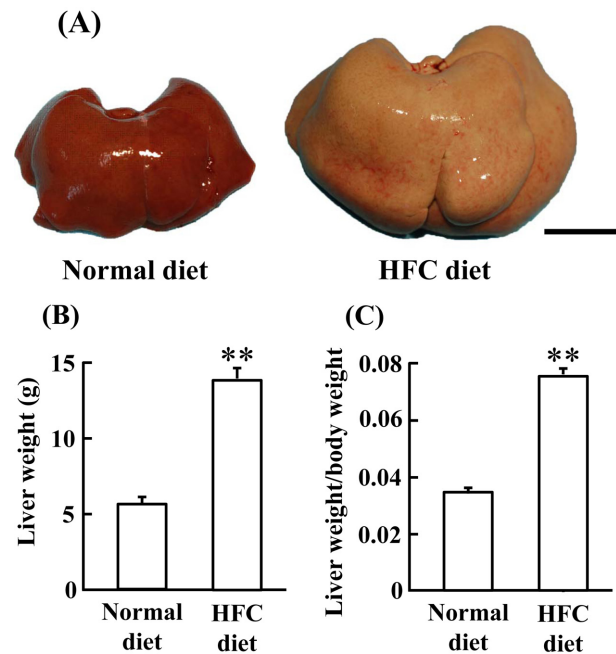 (A)
Normal diet
HFC diet
(B)
(C)
Liver weight (g)
15
10
5
0
**
Normal
diet
HFC
diet
Liver weight/body weight
0.08
0.06
0.04
0.02
0
**
Normal
diet
HFC
diet